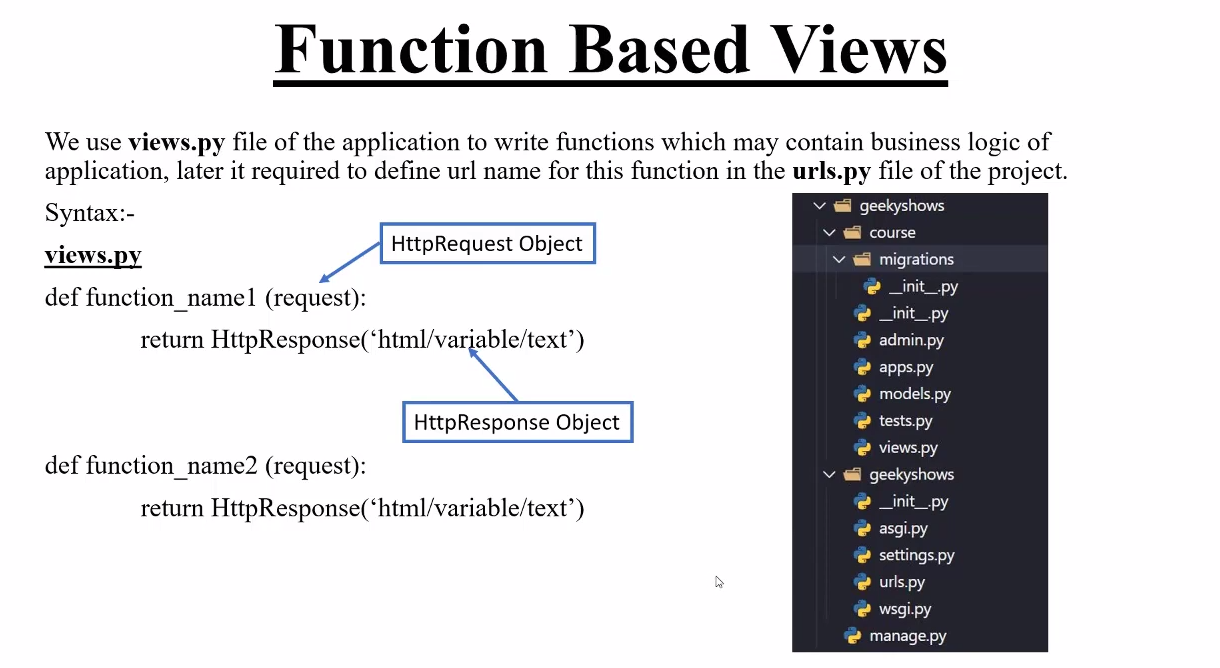 Function Based Views
We use views.py file of the application to write functions which may contain business logic of
application, later it required to define url name for this function in the urls.py file of the project.
Syntax:-
views.py
HttpRequest Object
def function_name1 (request):
return HttpResponse(‘html/variable/text’)
HttpResponse Object
def function_name2 (request):
return HttpResponse(‘html/variable/text’)
geekyshows
course
migrations
__init__.py
__init__.py
admin.py
apps.py
models.py
tests.py
views.py
geekyshows
__init__.py
asgi.py
settings.py
urls.py
wsgi.py
manage.py